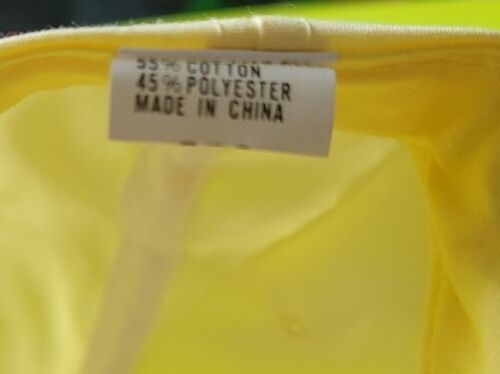 55% COTTON
45% POLYESTER
MADE IN CHINA